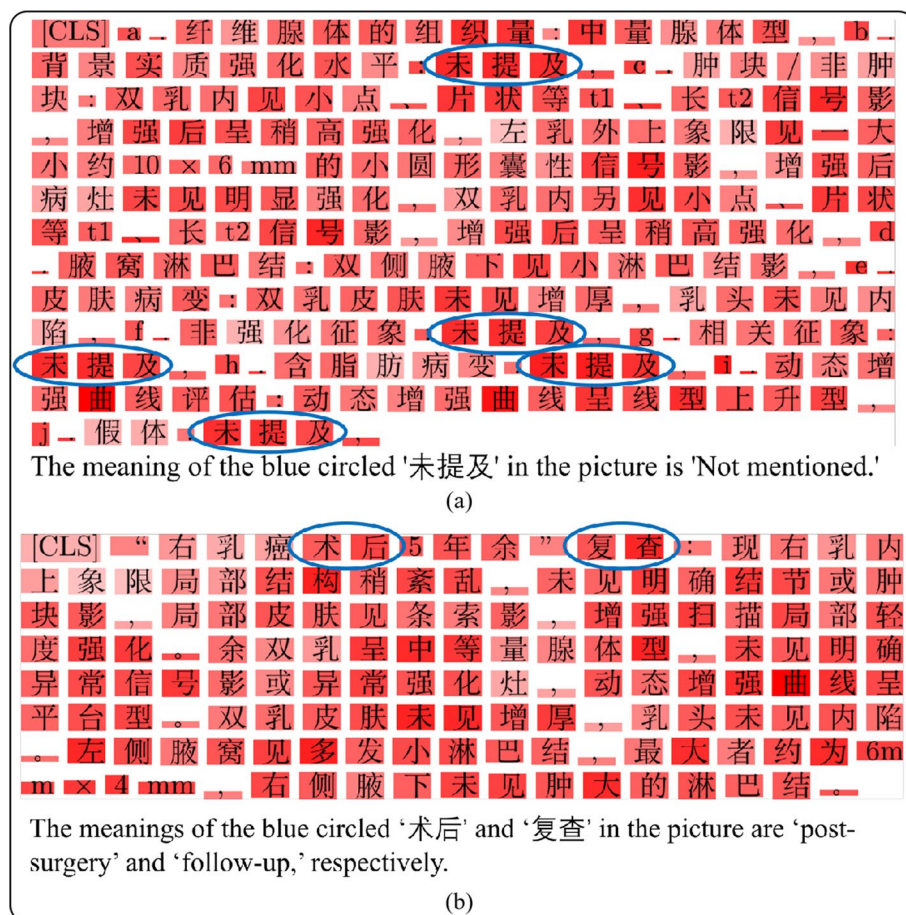 [CLS] a . 纤维腺体的组织量 : 中量腺体型 , b .
背景实质强化水平 : 未提及 , c . 肿块 / 非肿
块 : 双乳内见小点 、 片状等 t1 、 长 t2 信号影
, 增强后呈稍高强化 , 左乳外上象限见一大
小约 10 × 6 mm 的小圆形囊性信号影 , 增强后
病灶未见明显强化 , 双乳内另见小点 、 片状
等 t1 、 长 t2 信号影 , 增强后呈稍高强化 , d
. 腋窝淋巴结 : 双侧腋下见小淋巴结影 , e .
皮肤病变 : 双乳皮肤未见增厚 , 乳头未见内
陷 , f . 非强化征象 : 未提及 , g . 相关征象 :
未提及 , h . 含脂肪病变 : 未提及 , i . 动态增
强曲线评估 : 动态增强曲线呈线型上升型 ,
j . 假体 : 未提及 ,
The meaning of the blue circled '未提及' in the picture is 'Not mentioned.'
(a)
[CLS] “ 右乳癌术后 5 年余 ” 复查 : 现右乳内
上象限局部结构稍紊乱 , 未见明确结节或肿
块影 , 局部皮肤见条索影 , 增强扫描局部轻
度强化 。 余双乳呈中等量腺体型 , 未见明确
异常信号影或异常强化灶 , 动态增强曲线呈
平台型 。 双乳皮肤未见增厚 , 乳头未见内陷
。 左侧腋窝见多发小淋巴结 , 最大者约为 6m
m × 4 mm , 右侧腋下未见肿大的淋巴结 。
The meanings of the blue circled ‘术后’ and ‘复查’ in the picture are ‘post-
surgery’ and ‘follow-up,’ respectively.
(b)